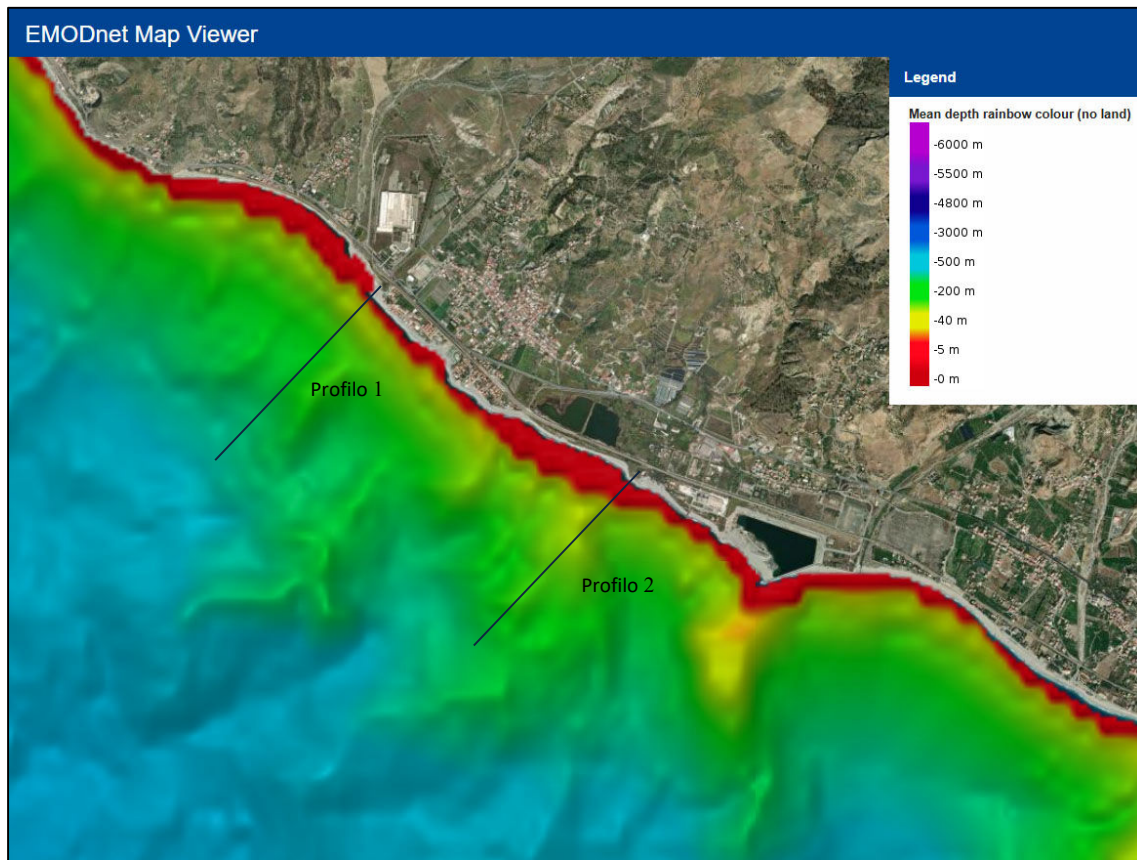 EMODnet Map Viewer
Legend
Mean depth rainbow colour (no land)
-6000 m
-5500 m
-4800 m
-3000 m
-500 m
-200 m
-40 m
-5 m
-0 m
Profilo 1
Profilo 2